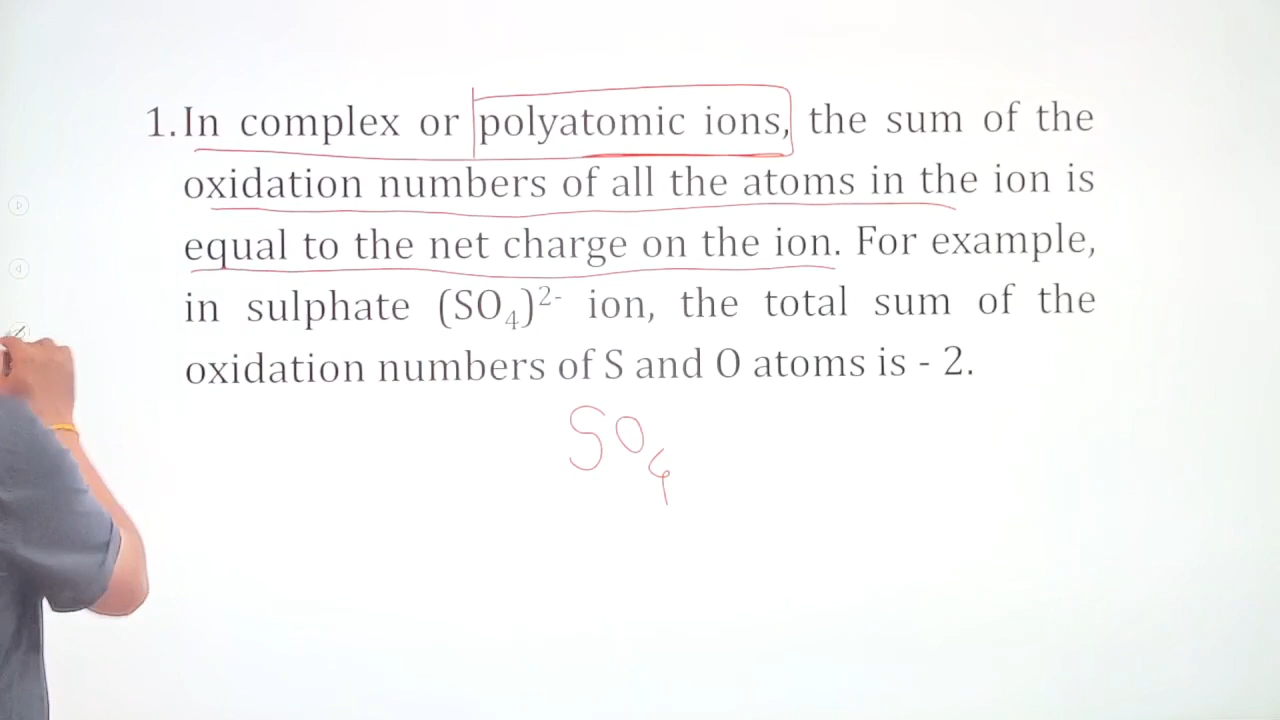 1.In complex or polyatomic ions, the sum of the
oxidation numbers of all the atoms in the ion is
equal to the net charge on the ion. For example,
in sulphate (SO₄)²⁻ ion, the total sum of the
oxidation numbers of S and O atoms is - 2.
SO₄